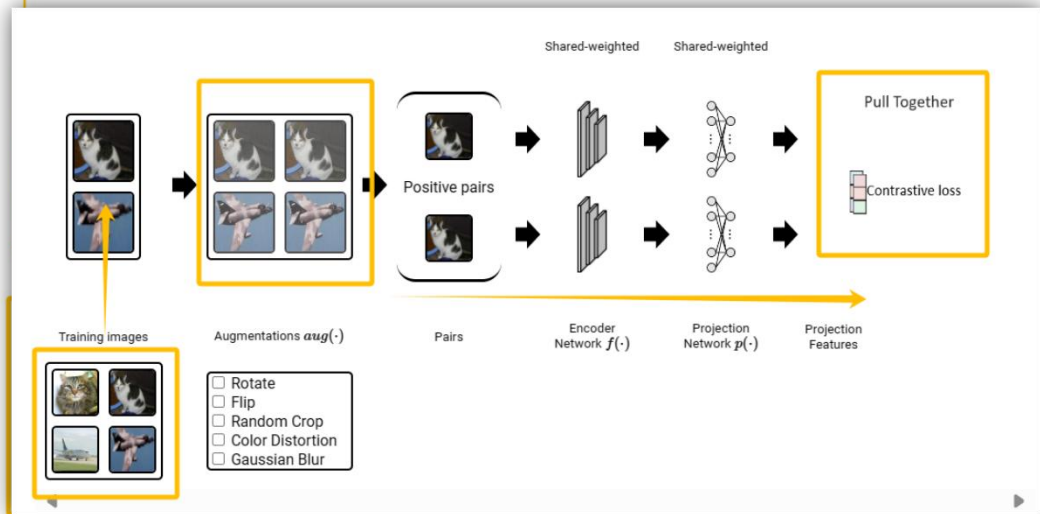 Shared-weighted
Shared-weighted
Pull Together
Positive pairs
Contrastive loss
Training images
Augmentations aug(·)
Pairs
Encoder
Network f(·)
Projection
Network p(·)
Projection
Features
Rotate
Flip
Random Crop
Color Distortion
Gaussian Blur